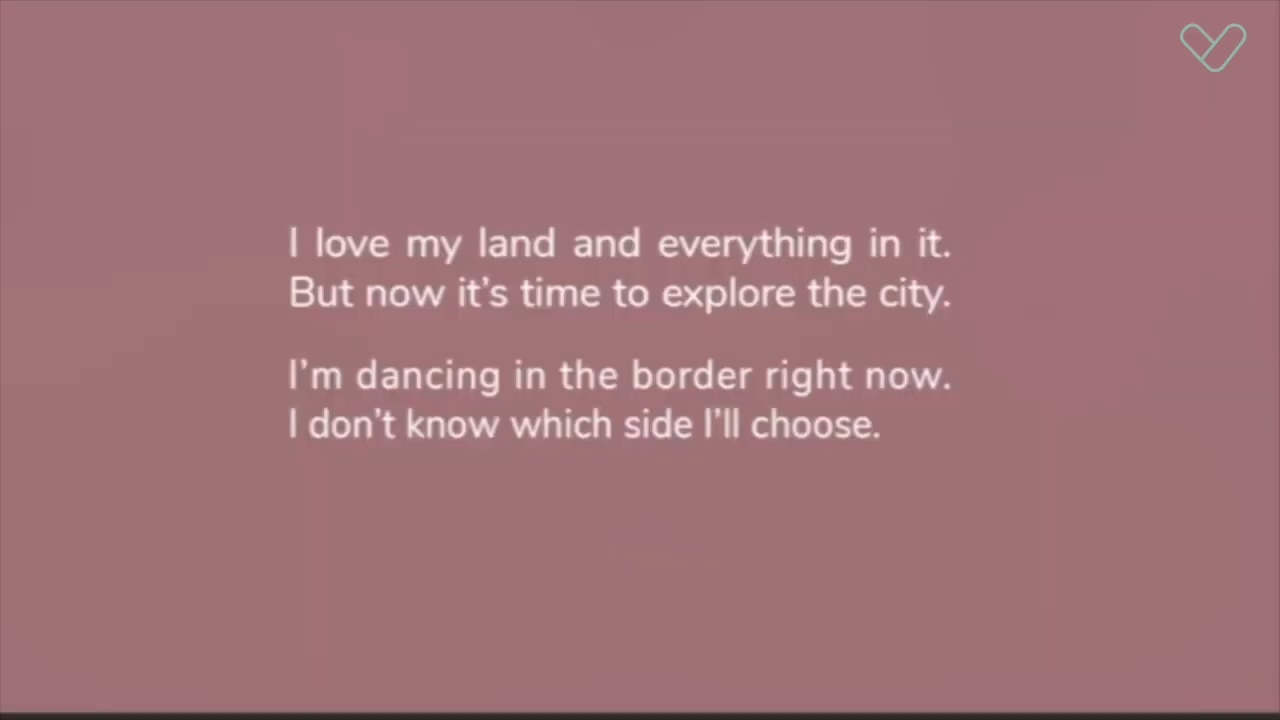 I love my land and everything in it.
But now it’s time to explore the city.
I’m dancing in the border right now.
I don’t know which side I’ll choose.